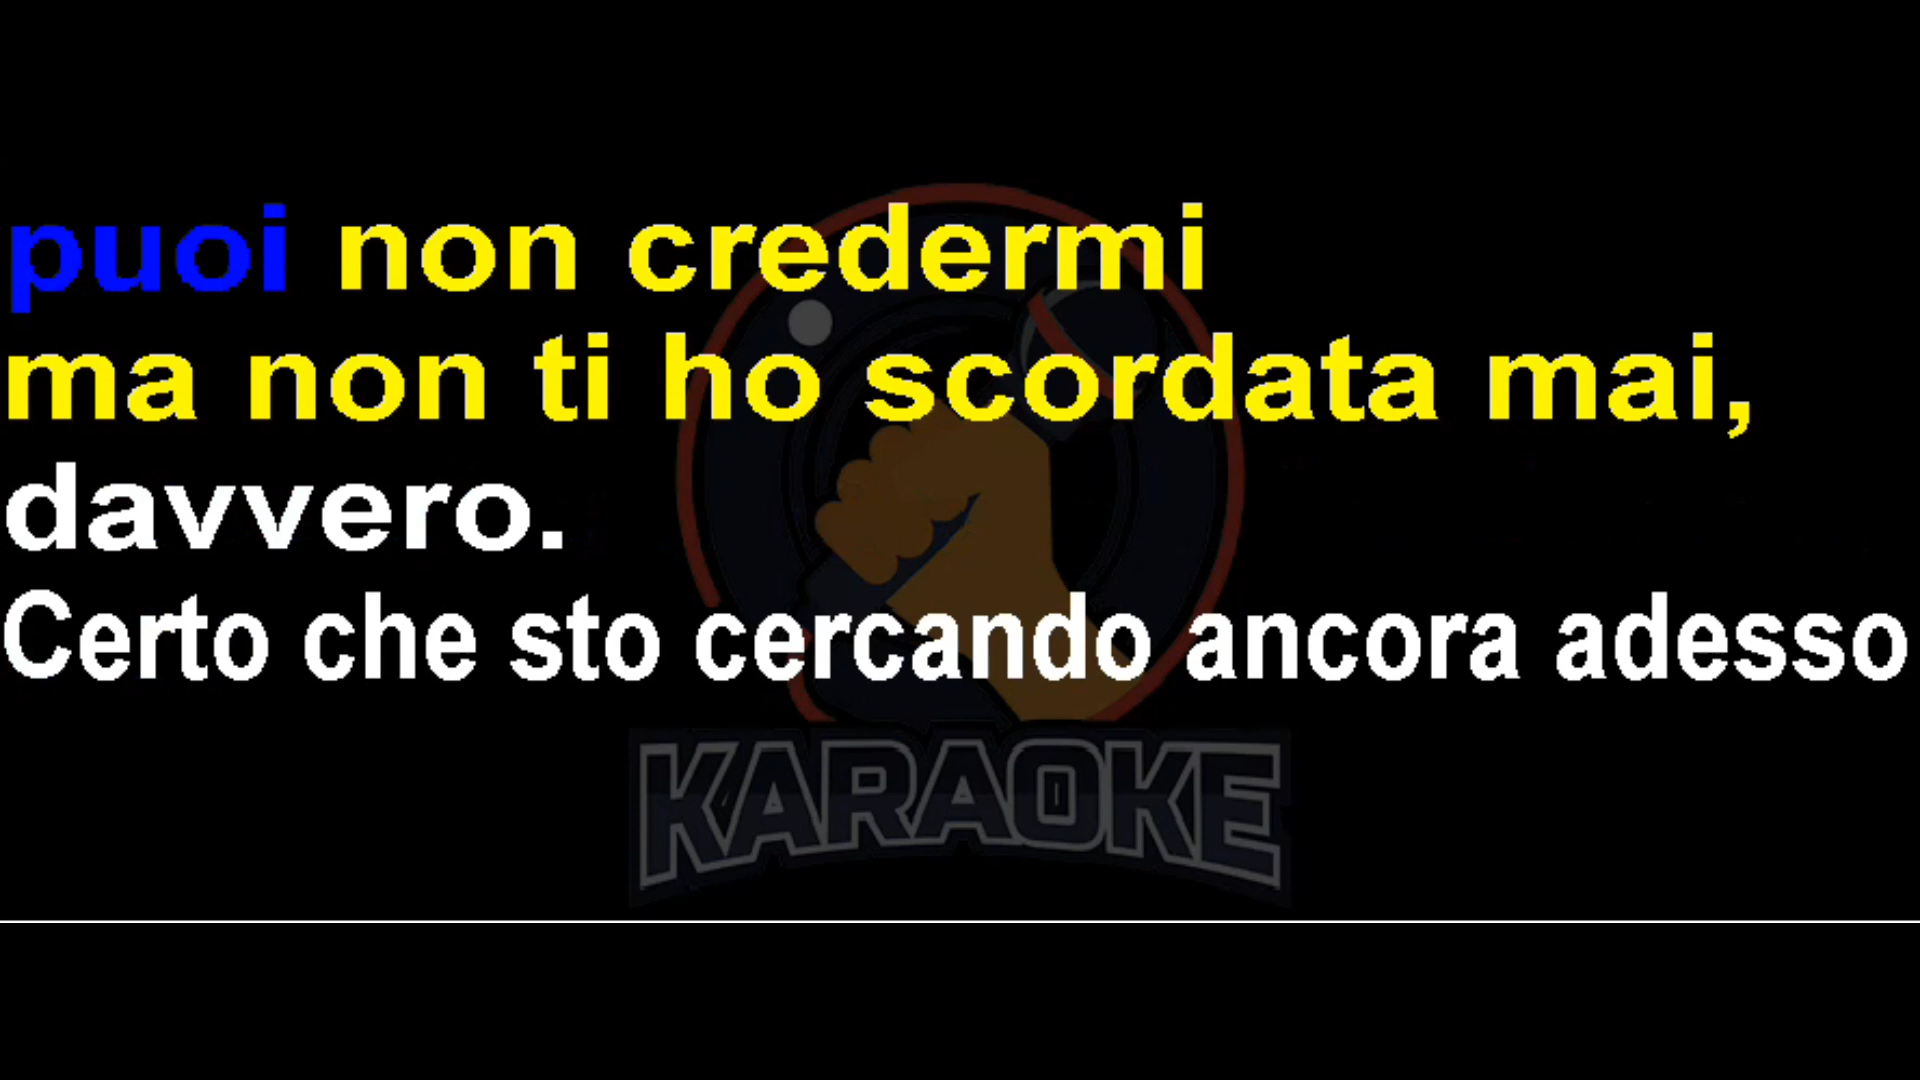 puoi non credermi
ma non ti ho scordata mai,
davvero.
Certo che sto cercando ancora adesso
KARAOKE